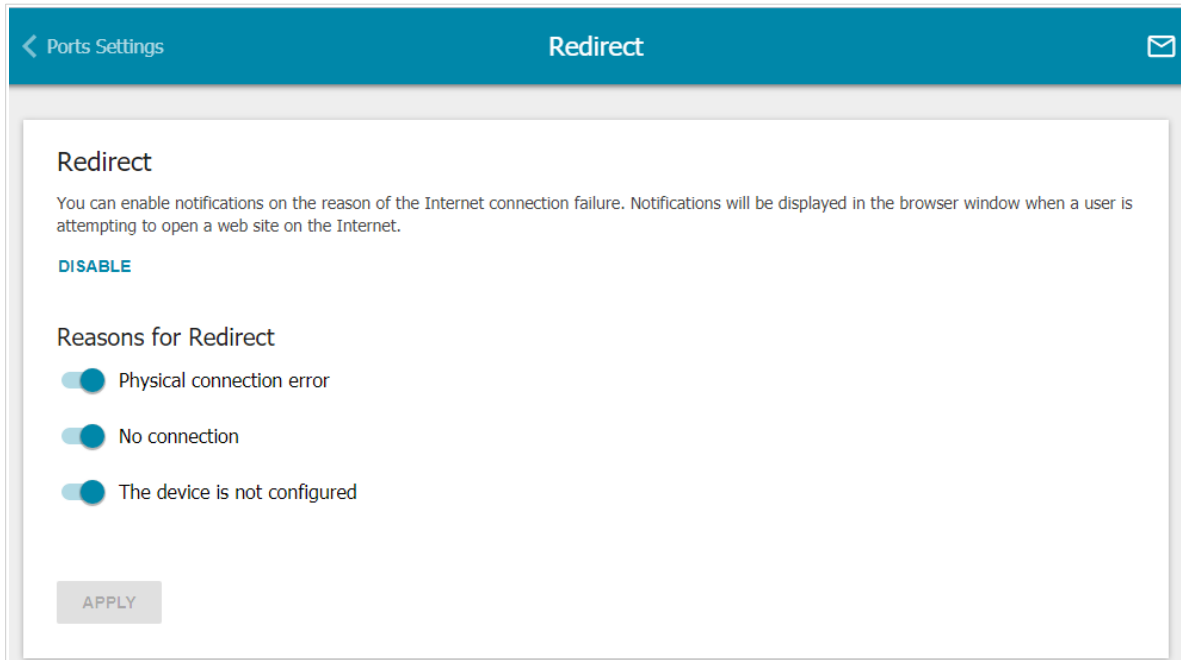 Ports Settings
Redirect
Redirect
You can enable notifications on the reason of the Internet connection failure. Notifications will be displayed in the browser window when a user is
attempting to open a web site on the Internet.
DISABLE
Reasons for Redirect
Physical connection error
No connection
The device is not configured
APPLY